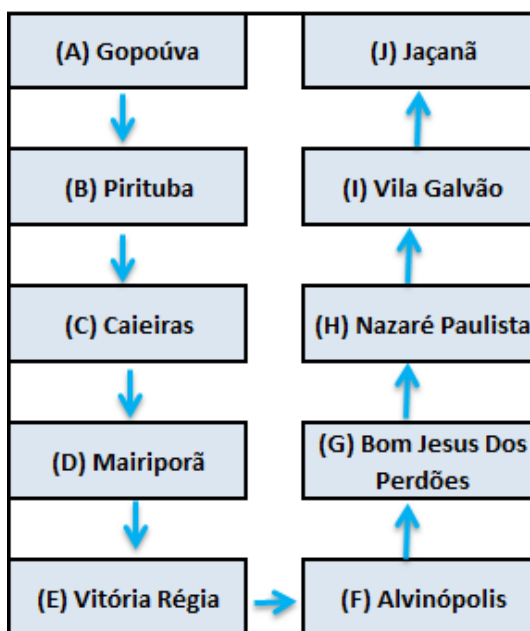 (A) Gopoúva
(B) Pirituba
(C) Caieiras
(D) Mairiporã
(E) Vitória Régia
(F) Alvinópolis
(G) Bom Jesus Dos
Perdões
(H) Nazaré Paulista
(I) Vila Galvão
(J) Jaçanã